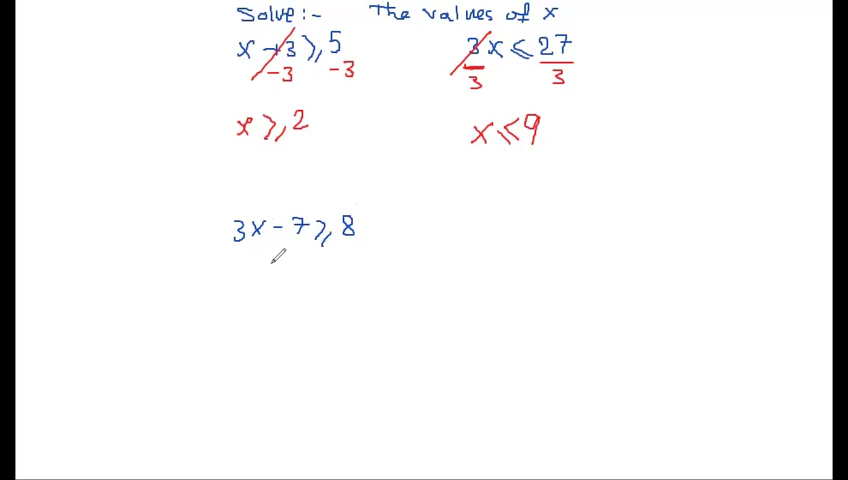 Solve:- The values of x
x +3 ⩾ 5 3x ⩽ 27
-3 -3 3 3
x ⩾ 2 x ⩽ 9
3x - 7 ⩾ 8